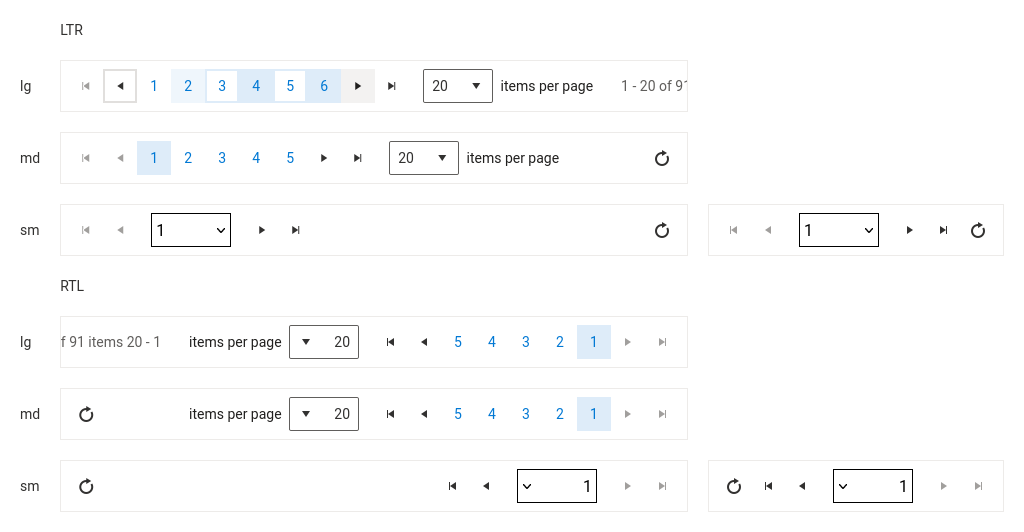 LTR
lg 1 2 3 4 5 6 20 items per page 1 - 20 of 91
md 1 2 3 4 5 20 items per page
sm 1 1
RTL
lg f 91 items 20 - 1 items per page 20 5 4 3 2 1
md items per page 20 5 4 3 2 1
sm 1 1